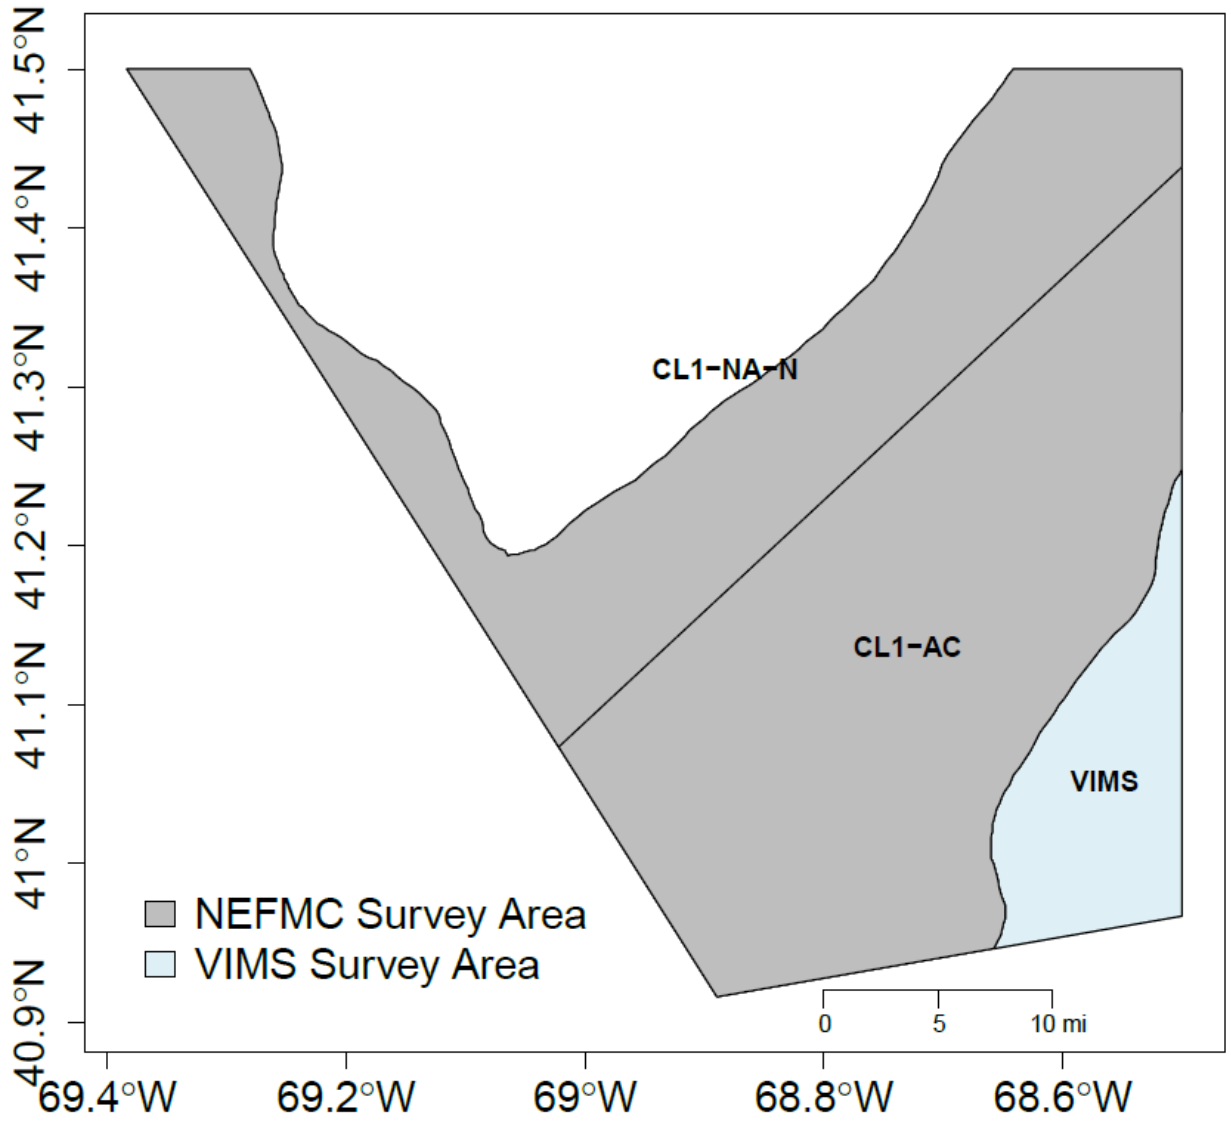 41.5°N
41.4°N
41.3°N
41.2°N
41.1°N
41°N
40.9°N
CL1−NA−N
CL1−AC
VIMS
NEFMC Survey Area
VIMS Survey Area
0 5 10 mi
69.4°W 69.2°W 69°W 68.8°W 68.6°W